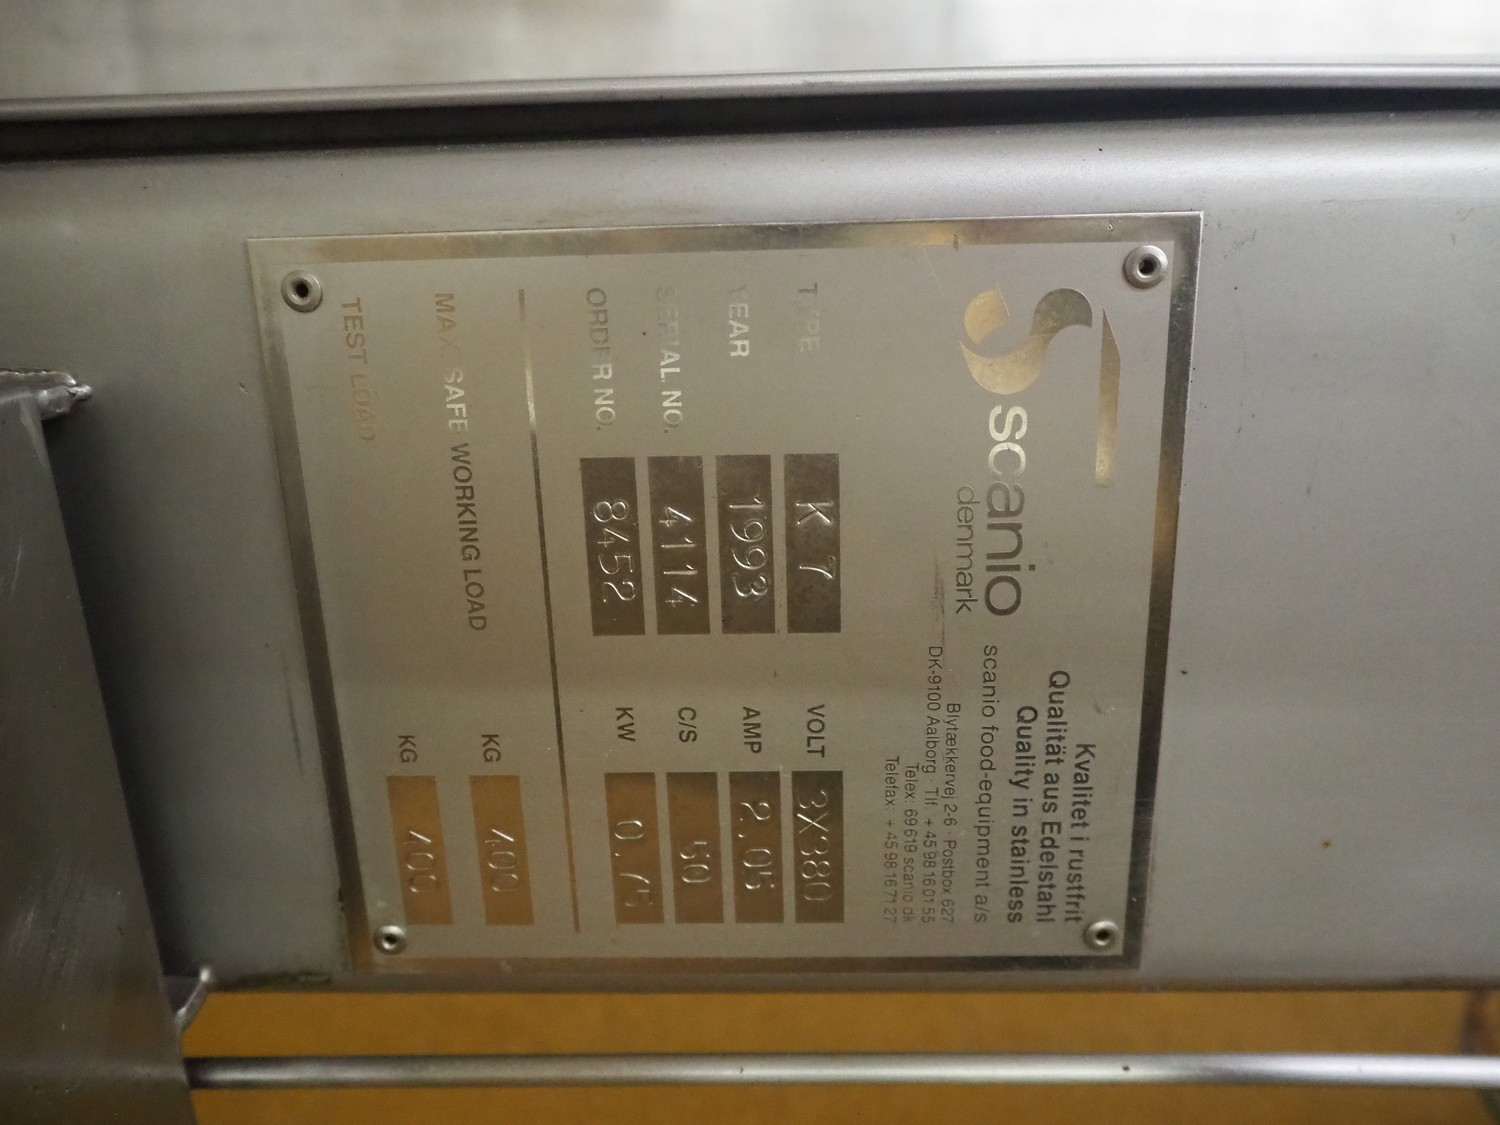 scanio
denmark
Kvalitet i rustfrit
Qualität aus Edelstahl
Quality in stainless
scanio food-equipment a/s
Blytækkervej 2-6 · Postbox 627
DK-9100 Aalborg · Tlf. + 45 98 16 01 55
Telex: 69 619 scanio dk
Telefax: + 45 98 16 71 27
TYPE K 7 VOLT 3X380
YEAR 1993 AMP 2.05
SERIAL NO. 4114 C/S 50
ORDER NO. 8452 KW 0.75
MAX. SAFE WORKING LOAD KG 400
TEST LOAD KG 400